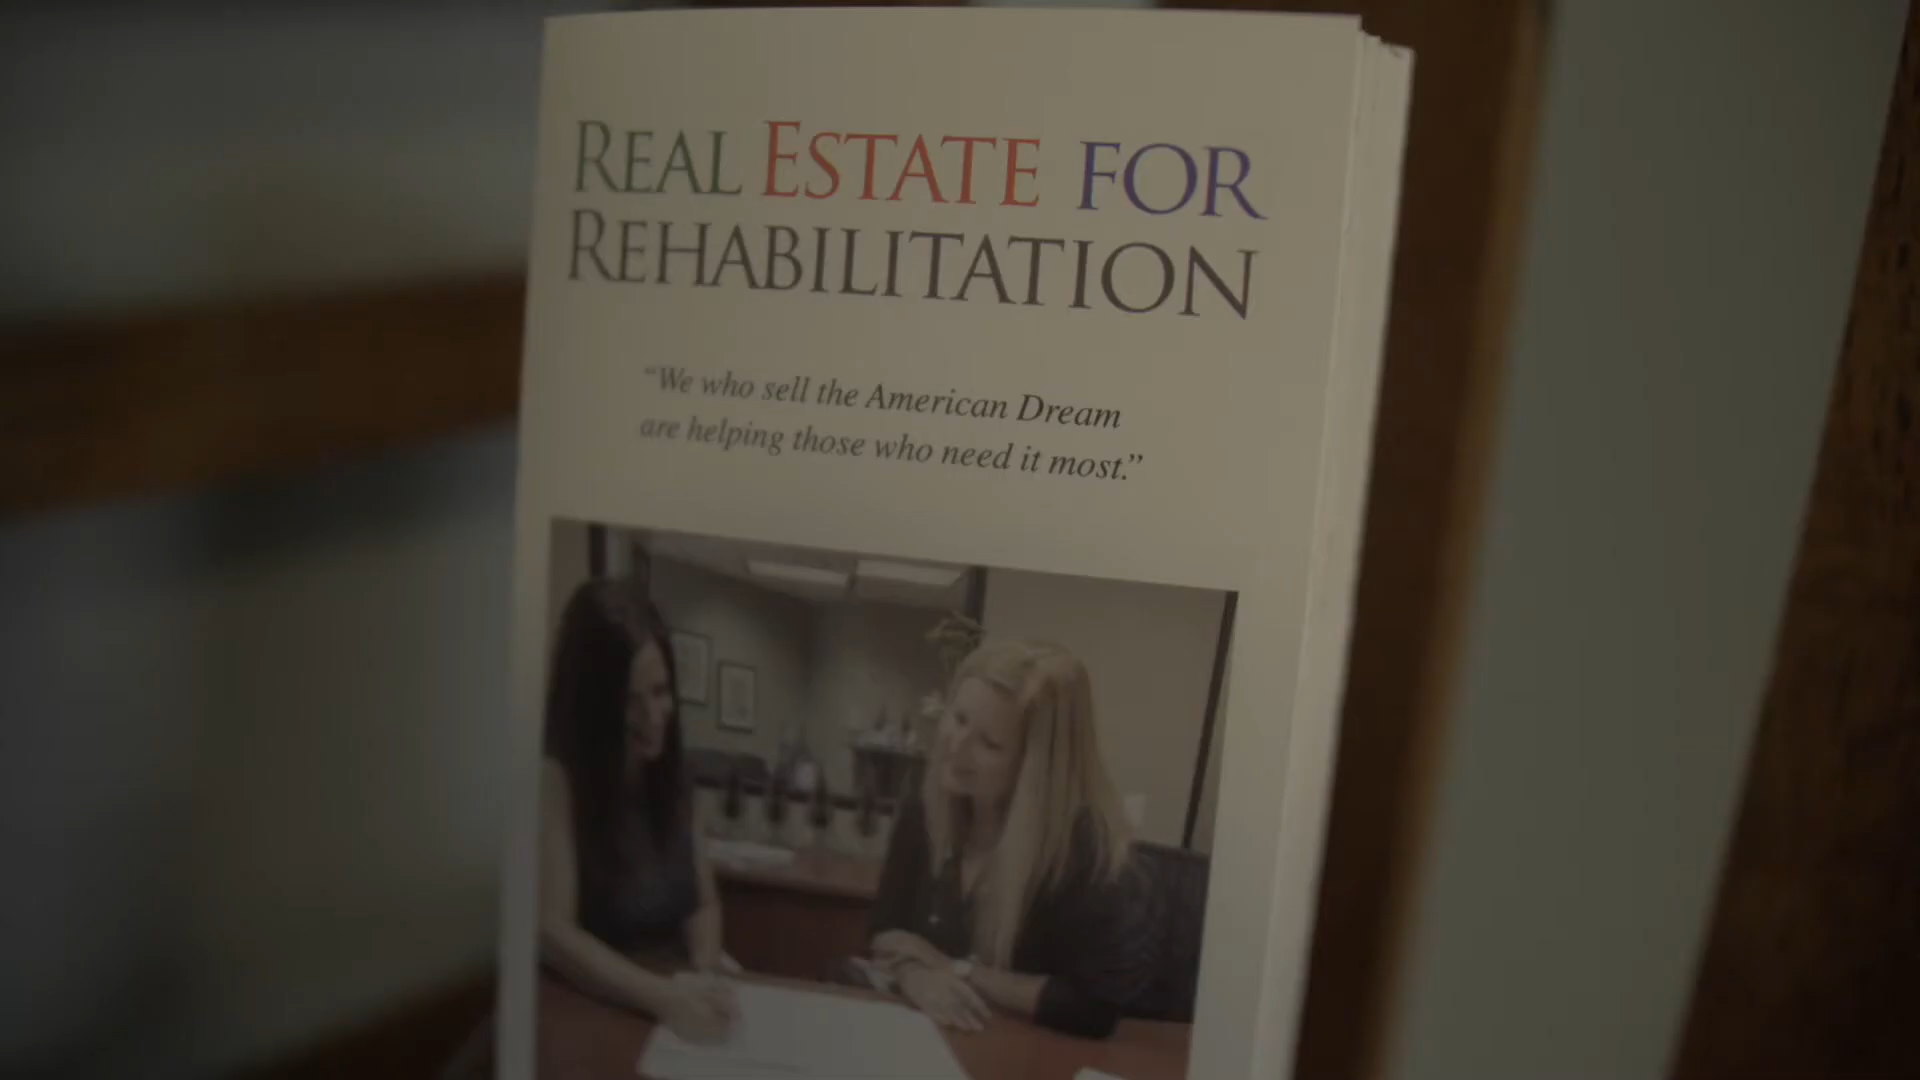 REAL ESTATE FOR
REHABILITATION
“We who sell the American Dream
are helping those who need it most.”